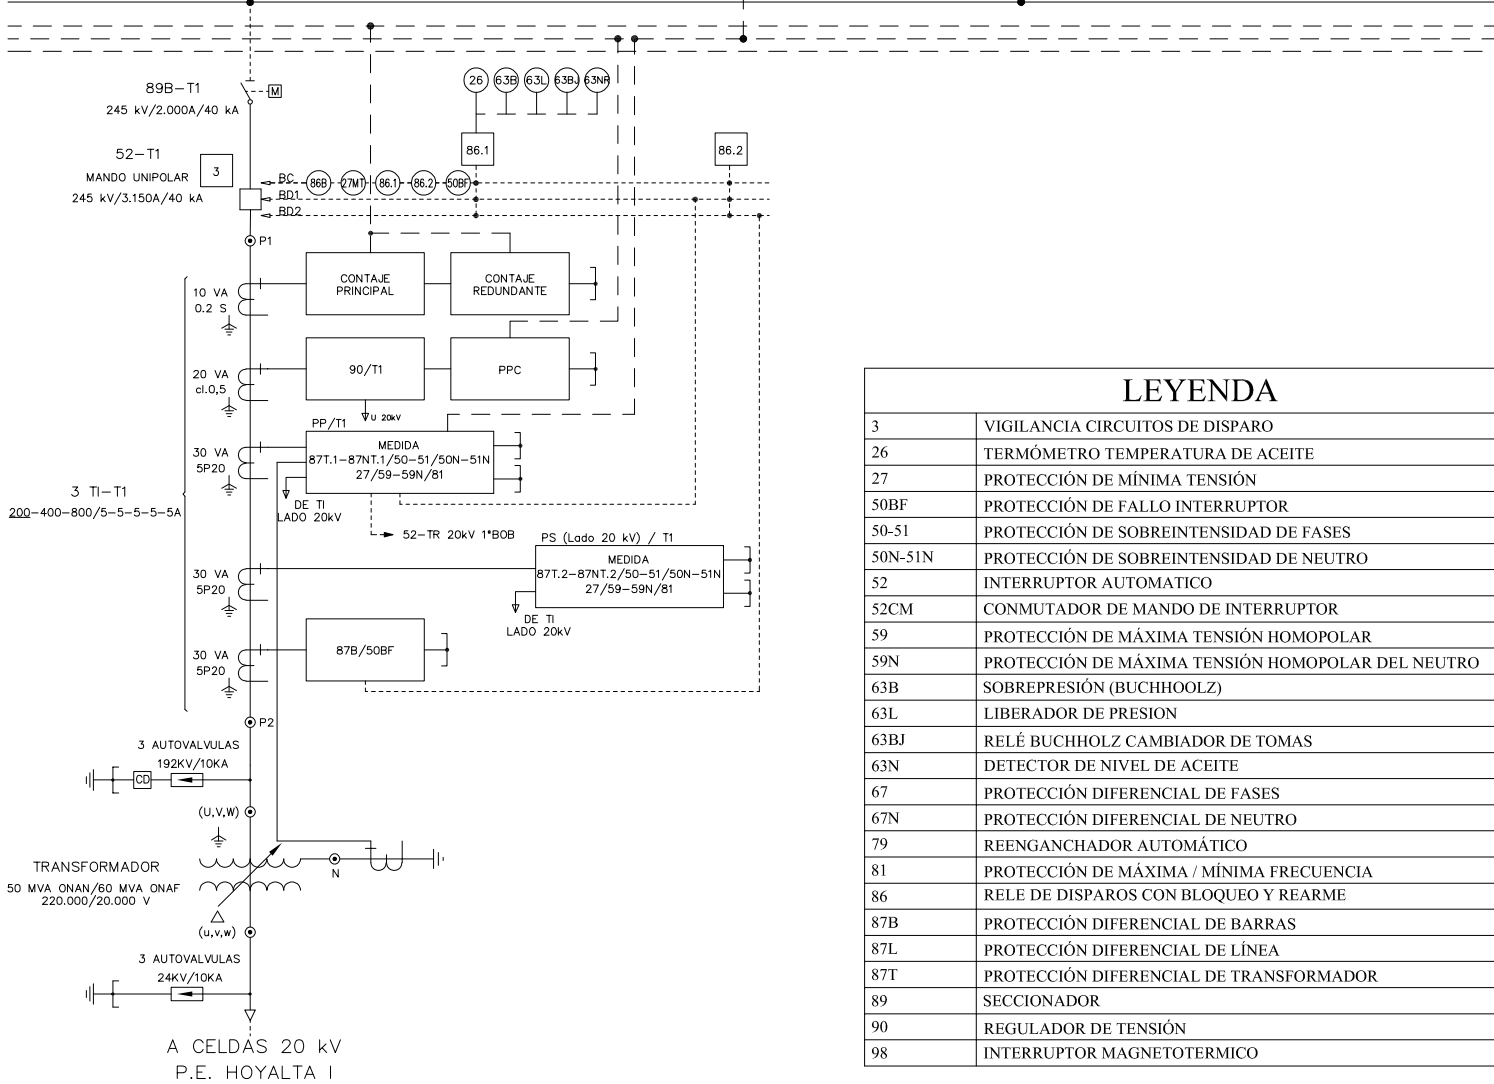 89B-T1
245 kV/2.000A/40 kA
M
26
63B
63L
63BJ
63NR
86.1
86.2
52-T1
3
MANDO UNIPOLAR
245 kV/3.150A/40 kA
BC
86B
27MT
86.1
86.2
50BF
BD1
BD2
P1
10 VA
0.2 S
CONTAJE
PRINCIPAL
CONTAJE
REDUNDANTE
20 VA
cl.0,5
90/T1
PPC
U 20kV
PP/T1
30 VA
5P20
MEDIDA
87T.1-87NT.1/50-51/50N-51N
27/59-59N/81
3 TI-T1
200-400-800/5-5-5-5-5A
DE TI
LADO 20kV
52-TR 20kV 1ªBOB
PS (Lado 20 kV) / T1
30 VA
5P20
MEDIDA
87T.2-87NT.2/50-51/50N-51N
27/59-59N/81
DE TI
LADO 20kV
30 VA
5P20
87B/50BF
P2
3 AUTOVALVULAS
192KV/10KA
CD
(U,V,W)
TRANSFORMADOR
50 MVA ONAN/60 MVA ONAF
220.000/20.000 V
N
(u,v,w)
3 AUTOVALVULAS
24KV/10KA
A CELDAS 20 kV
P.E. HOYALTA I
LEYENDA
3 VIGILANCIA CIRCUITOS DE DISPARO
26 TERMÓMETRO TEMPERATURA DE ACEITE
27 PROTECCIÓN DE MÍNIMA TENSIÓN
50BF PROTECCIÓN DE FALLO INTERRUPTOR
50-51 PROTECCIÓN DE SOBREINTENSIDAD DE FASES
50N-51N PROTECCIÓN DE SOBREINTENSIDAD DE NEUTRO
52 INTERRUPTOR AUTOMATICO
52CM CONMUTADOR DE MANDO DE INTERRUPTOR
59 PROTECCIÓN DE MÁXIMA TENSIÓN HOMOPOLAR
59N PROTECCIÓN DE MÁXIMA TENSIÓN HOMOPOLAR DEL NEUTRO
63B SOBREPRESIÓN (BUCHHOOLZ)
63L LIBERADOR DE PRESION
63BJ RELÉ BUCHHOLZ CAMBIADOR DE TOMAS
63N DETECTOR DE NIVEL DE ACEITE
67 PROTECCIÓN DIFERENCIAL DE FASES
67N PROTECCIÓN DIFERENCIAL DE NEUTRO
79 REENGANCHADOR AUTOMÁTICO
81 PROTECCIÓN DE MÁXIMA / MÍNIMA FRECUENCIA
86 RELE DE DISPAROS CON BLOQUEO Y REARME
87B PROTECCIÓN DIFERENCIAL DE BARRAS
87L PROTECCIÓN DIFERENCIAL DE LÍNEA
87T PROTECCIÓN DIFERENCIAL DE TRANSFORMADOR
89 SECCIONADOR
90 REGULADOR DE TENSIÓN
98 INTERRUPTOR MAGNETOTERMICO